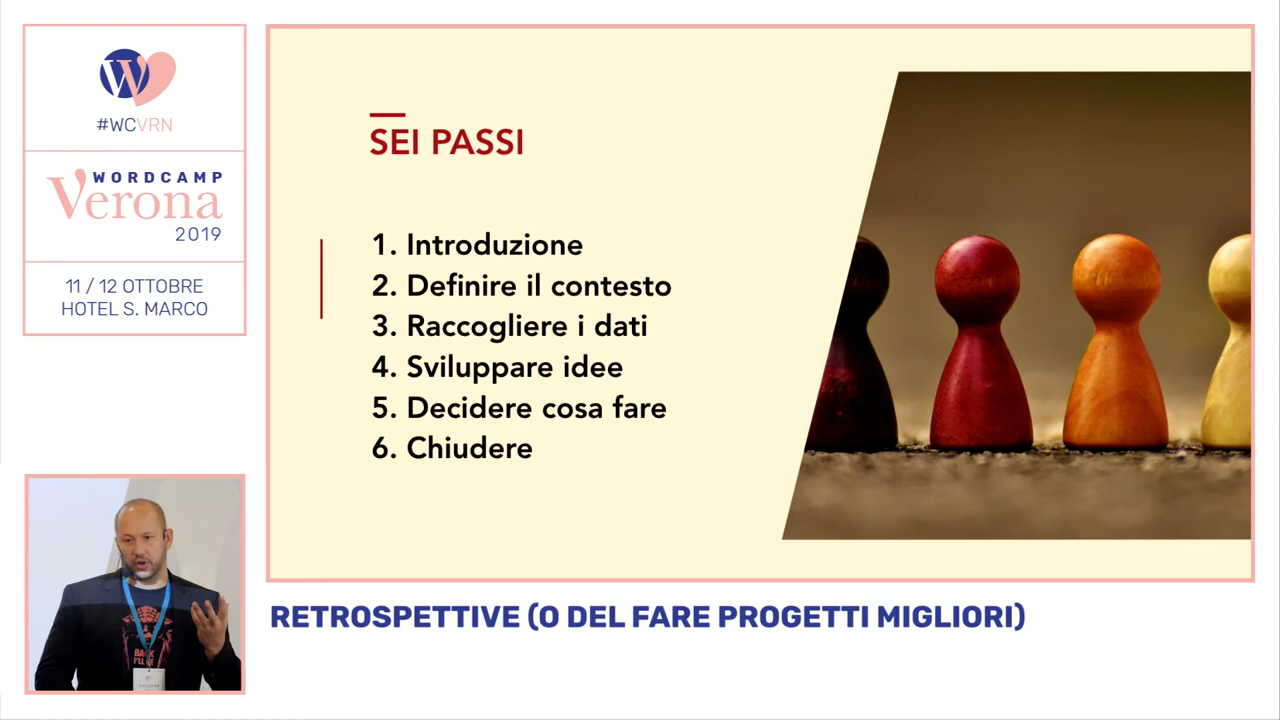 #WCVRN
WORDCAMP
Verona
2019
11 / 12 OTTOBRE
HOTEL S. MARCO
SEI PASSI
1. Introduzione
2. Definire il contesto
3. Raccogliere i dati
4. Sviluppare idee
5. Decidere cosa fare
6. Chiudere
BACK
RETROSPETTIVE (O DEL FARE PROGETTI MIGLIORI)